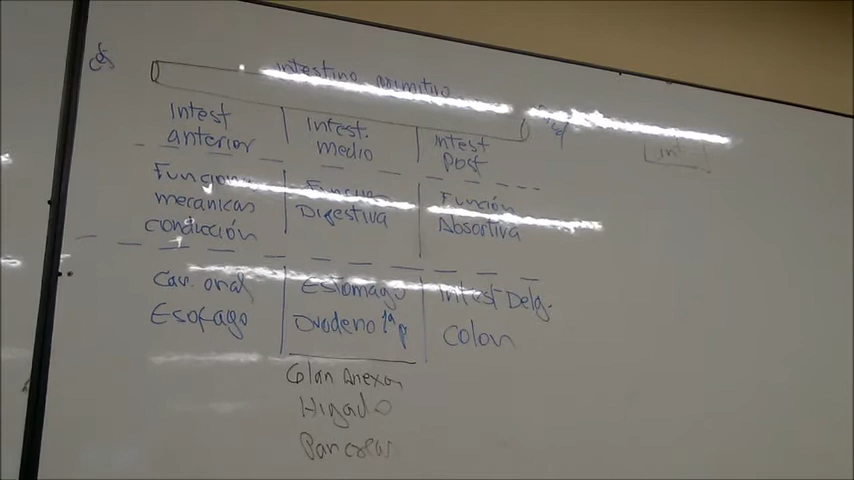 intestino primitivo
Intest anterior
Intest. medio
Intest Post
Funciones mecanicas conducción
Función Digestiva
Función Absortiva
Cav. oral
Esofago
Estomago
Duodeno 1ª p
Intest Delg.
Colon
Glan anexas
Higado
Pancreas